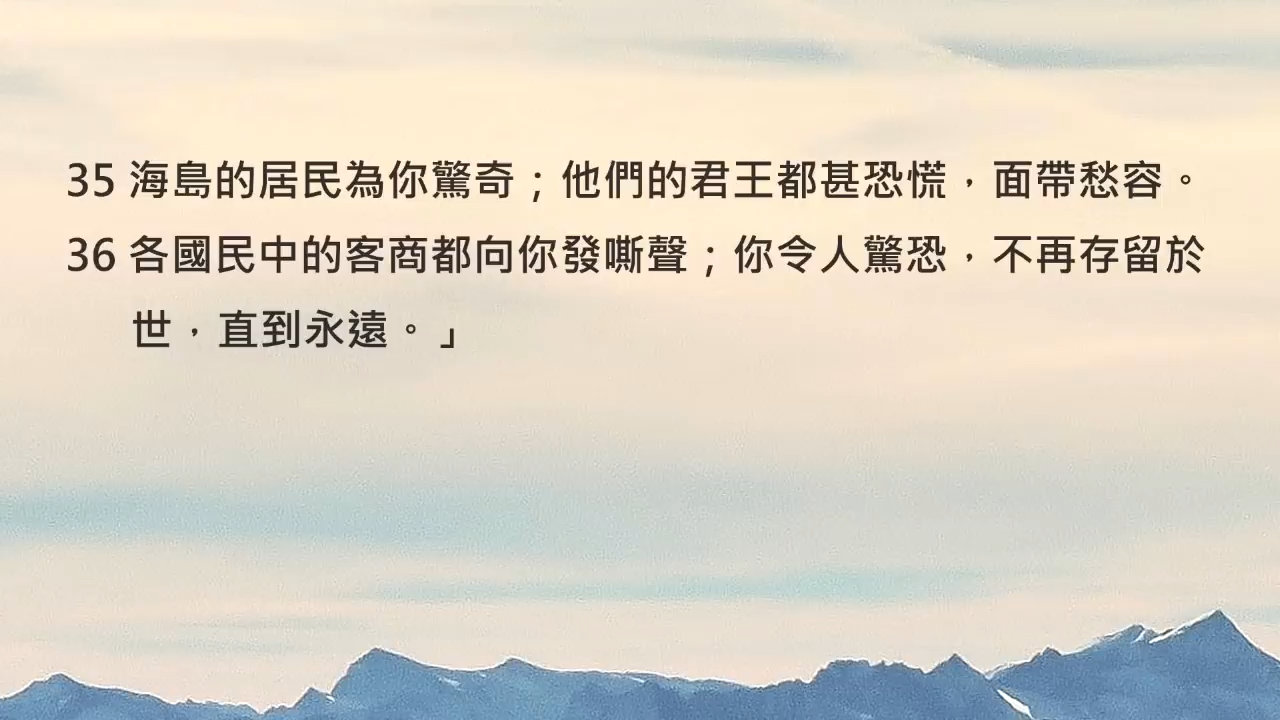 35 海島的居民為你驚奇；他們的君王都甚恐慌，面帶愁容。
36 各國民中的客商都向你發嘶聲；你令人驚恐，不再存留於
世，直到永遠。」